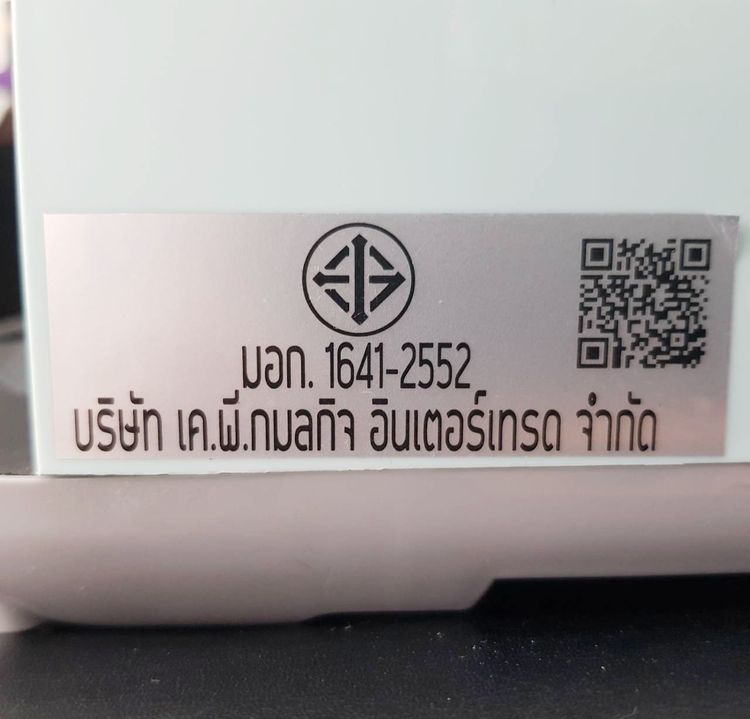 มอก. 1641-2552
บริษัท เค.พี.กมลกิจ อินเตอร์เทรด จำกัด